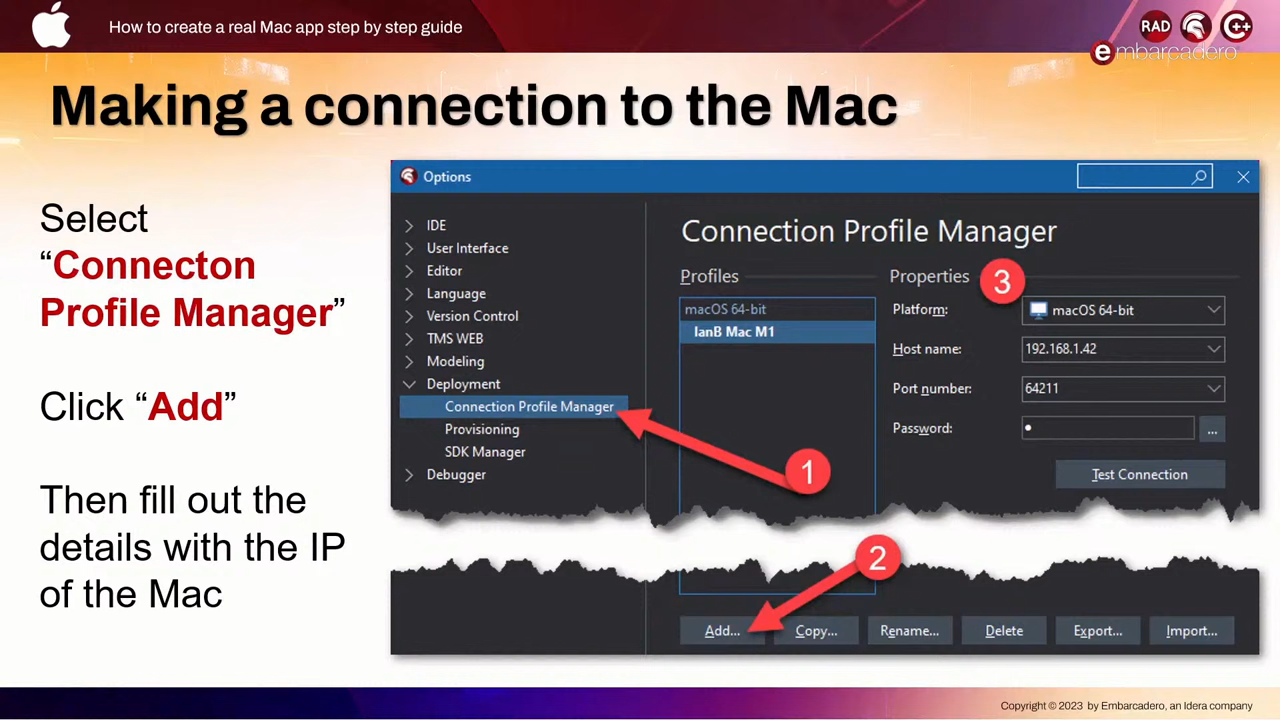 How to create a real Mac app step by step guide
RAD
C++
embarcadero
Making a connection to the Mac
Select
“Connecton
Profile Manager”
Click “Add”
Then fill out the
details with the IP
of the Mac
Options
IDE
User Interface
Editor
Language
Version Control
TMS WEB
Modeling
Deployment
Connection Profile Manager
Provisioning
SDK Manager
Debugger
1
Connection Profile Manager
Profiles
macOS 64-bit
IanB Mac M1
Properties
3
Platform: macOS 64-bit
Host name: 192.168.1.42
Port number: 64211
Password: •
...
Test Connection
2
Add... Copy... Rename... Delete Export... Import...
Copyright © 2023 by Embarcadero, an Idera company